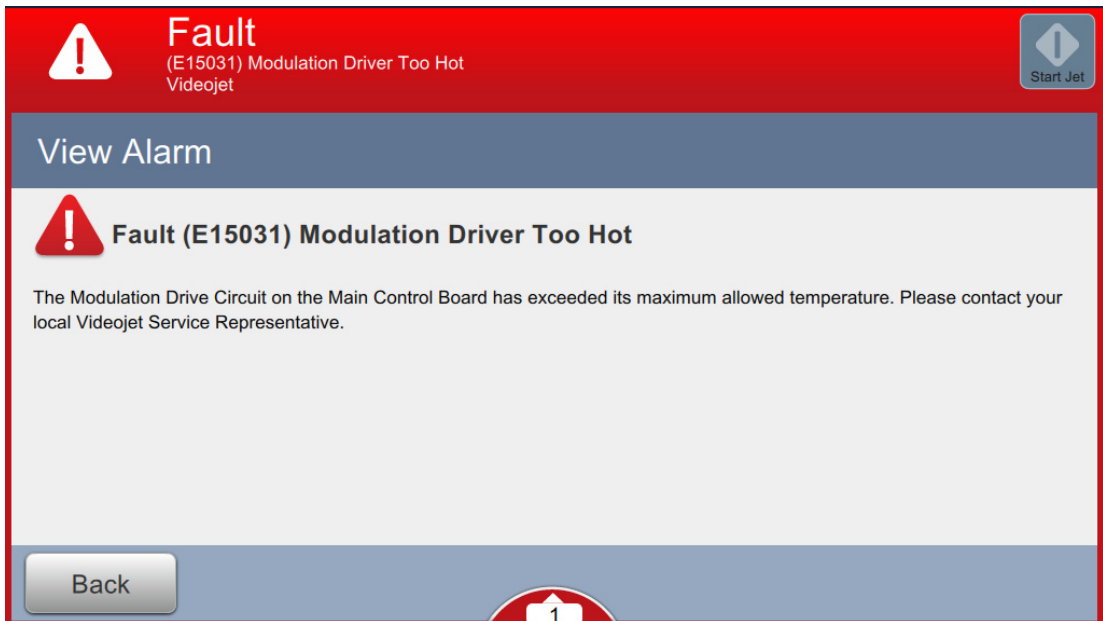 Fault
(E15031) Modulation Driver Too Hot
Videojet
Start Jet
View Alarm
Fault (E15031) Modulation Driver Too Hot
The Modulation Drive Circuit on the Main Control Board has exceeded its maximum allowed temperature. Please contact your
local Videojet Service Representative.
Back
1